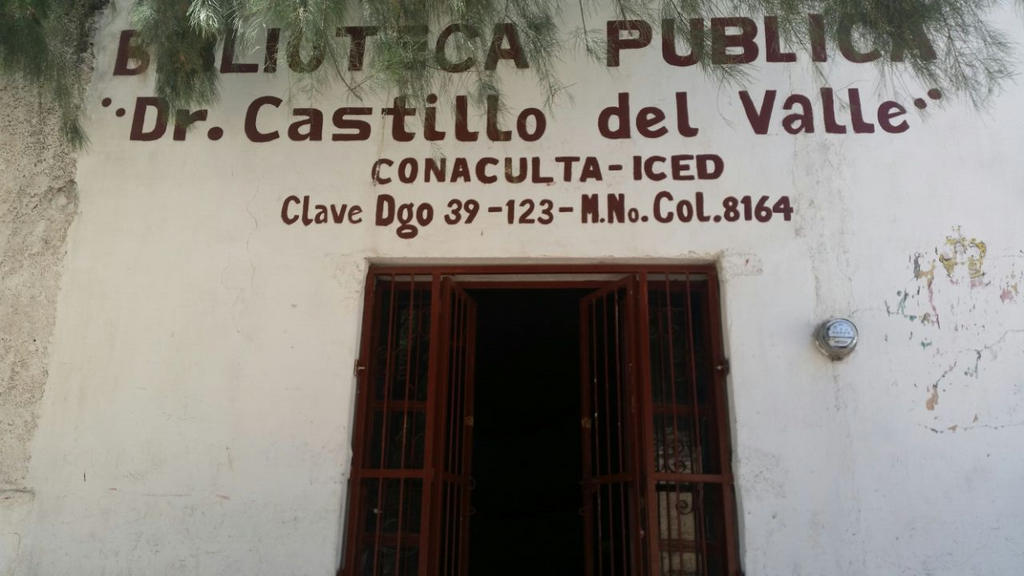 BIBLIOTECA PUBLICA
"Dr. Castillo del Valle"
CONACULTA-ICED
Clave Dgo 39-123-M.No.Col.8164